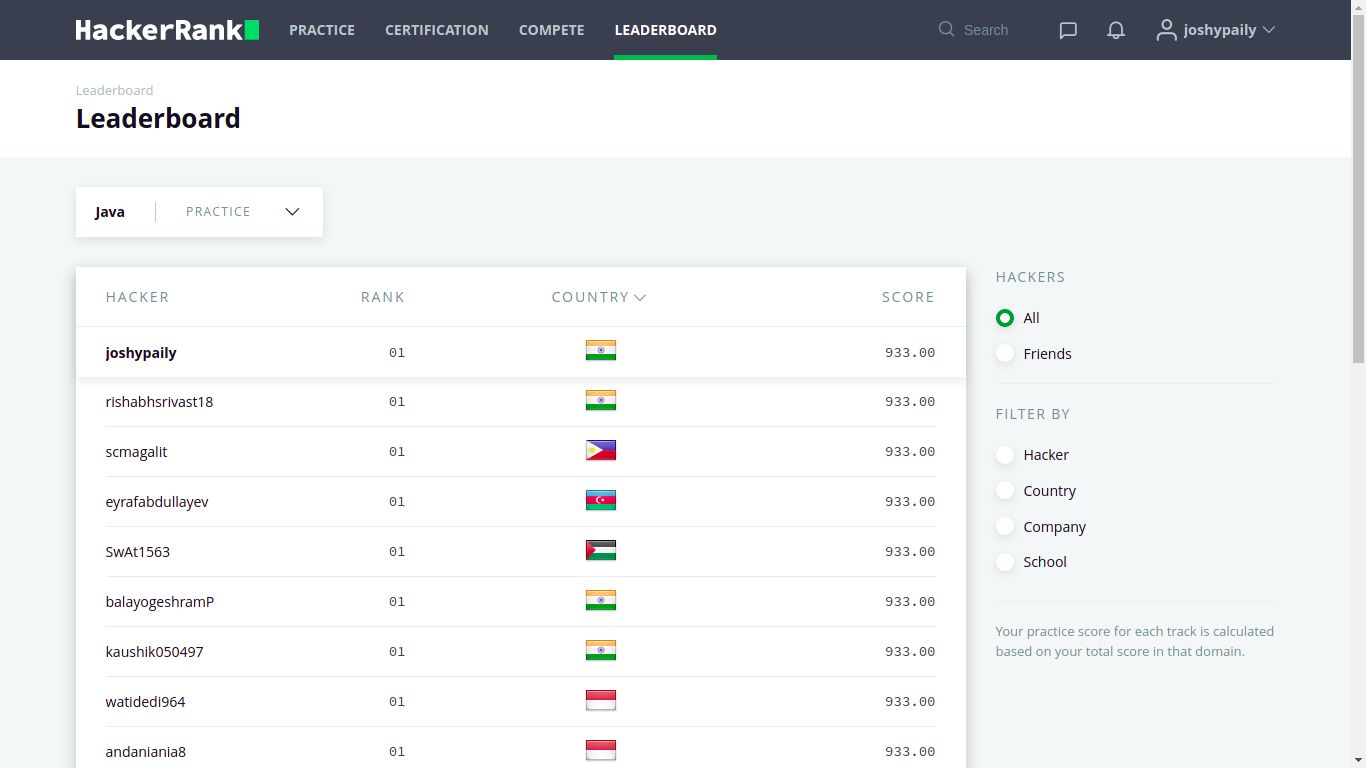 HackerRank PRACTICE CERTIFICATION COMPETE LEADERBOARD Search joshypaily
Leaderboard
Leaderboard
Java PRACTICE
HACKER RANK COUNTRY SCORE
joshypaily 01 933.00
rishabhsrivast18 01 933.00
scmagalit 01 933.00
eyrafabdullayev 01 933.00
SwAt1563 01 933.00
balayogeshramP 01 933.00
kaushik050497 01 933.00
watidedi964 01 933.00
andaniania8 01 933.00
HACKERS
All
Friends
FILTER BY
Hacker
Country
Company
School
Your practice score for each track is calculated
based on your total score in that domain.